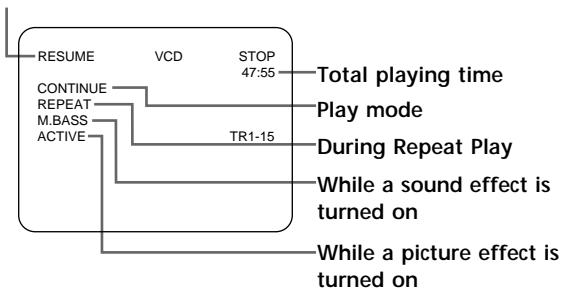 RESUME VCD STOP
47:55
Total playing time
CONTINUE
Play mode
REPEAT
M.BASS
ACTIVE TR1-15
During Repeat Play
While a sound effect is
turned on
While a picture effect is
turned on